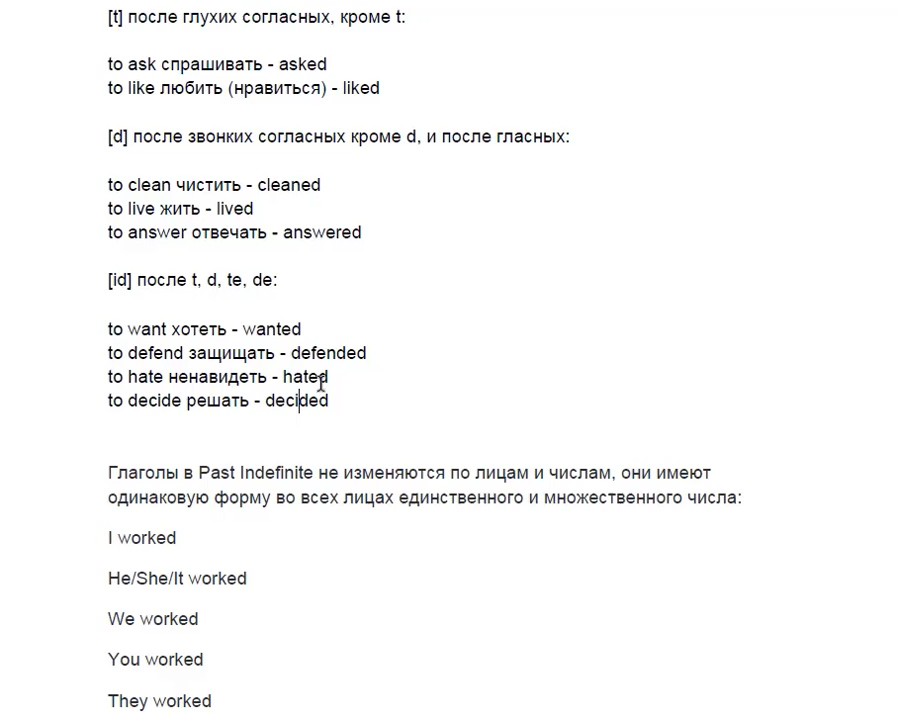 [t] после глухих согласных, кроме t:
to ask спрашивать - asked
to like любить (нравиться) - liked
[d] после звонких согласных кроме d, и после гласных:
to clean чистить - cleaned
to live жить - lived
to answer отвечать - answered
[id] после t, d, te, de:
to want хотеть - wanted
to defend защищать - defended
to hate ненавидеть - hated
to decide решать - decided
Глаголы в Past Indefinite не изменяются по лицам и числам, они имеют
одинаковую форму во всех лицах единственного и множественного числа:
I worked
He/She/It worked
We worked
You worked
They worked